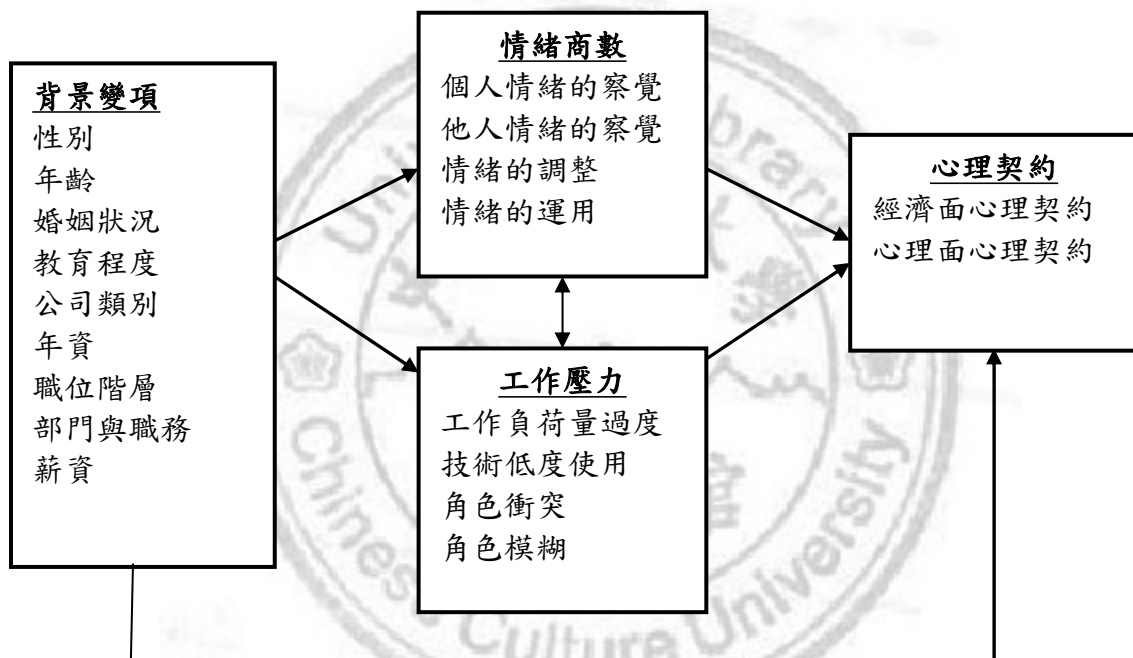 背景變項
性別
年齡
婚姻狀況
教育程度
公司類別
年資
職位階層
部門與職務
薪資
情緒商數
個人情緒的察覺
他人情緒的察覺
情緒的調整
情緒的運用
工作壓力
工作負荷量過度
技術低度使用
角色衝突
角色模糊
心理契約
經濟面心理契約
心理面心理契約
Chinese Culture University